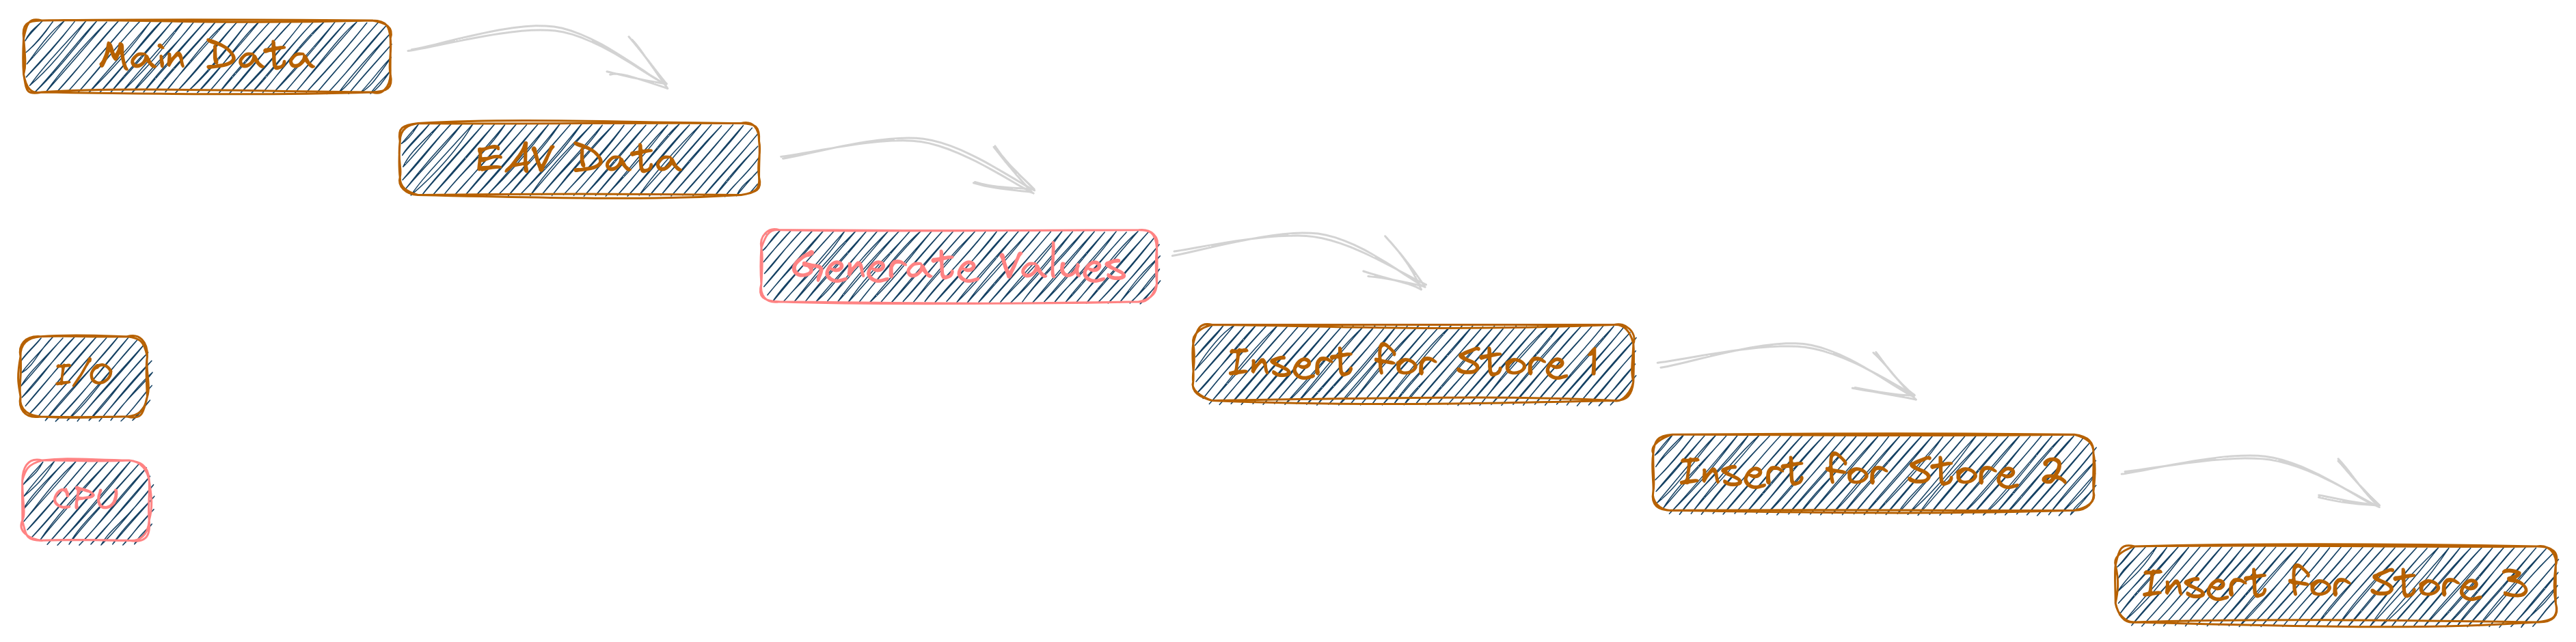 Main Data
EAV Data
Generate Values
I/O
Insert for Store 1
CPU
Insert for Store 2
Insert for Store 3